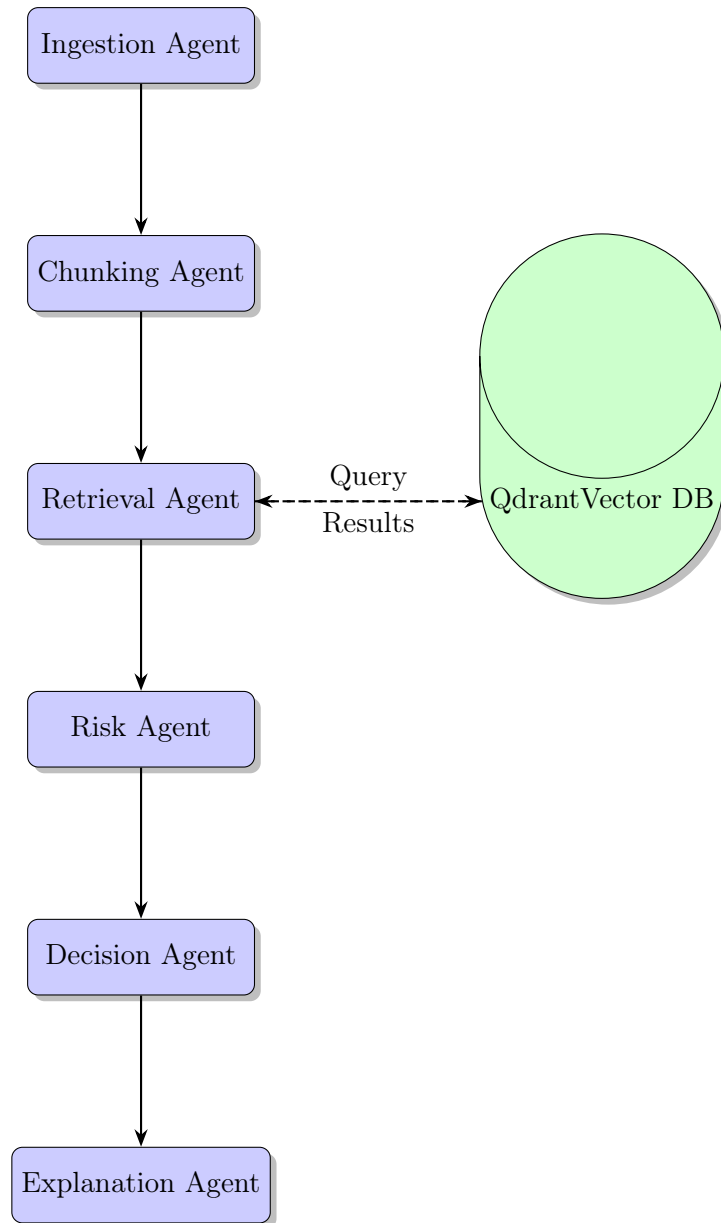 Ingestion Agent
Chunking Agent
Retrieval Agent
Query
Results
QdrantVector DB
Risk Agent
Decision Agent
Explanation Agent